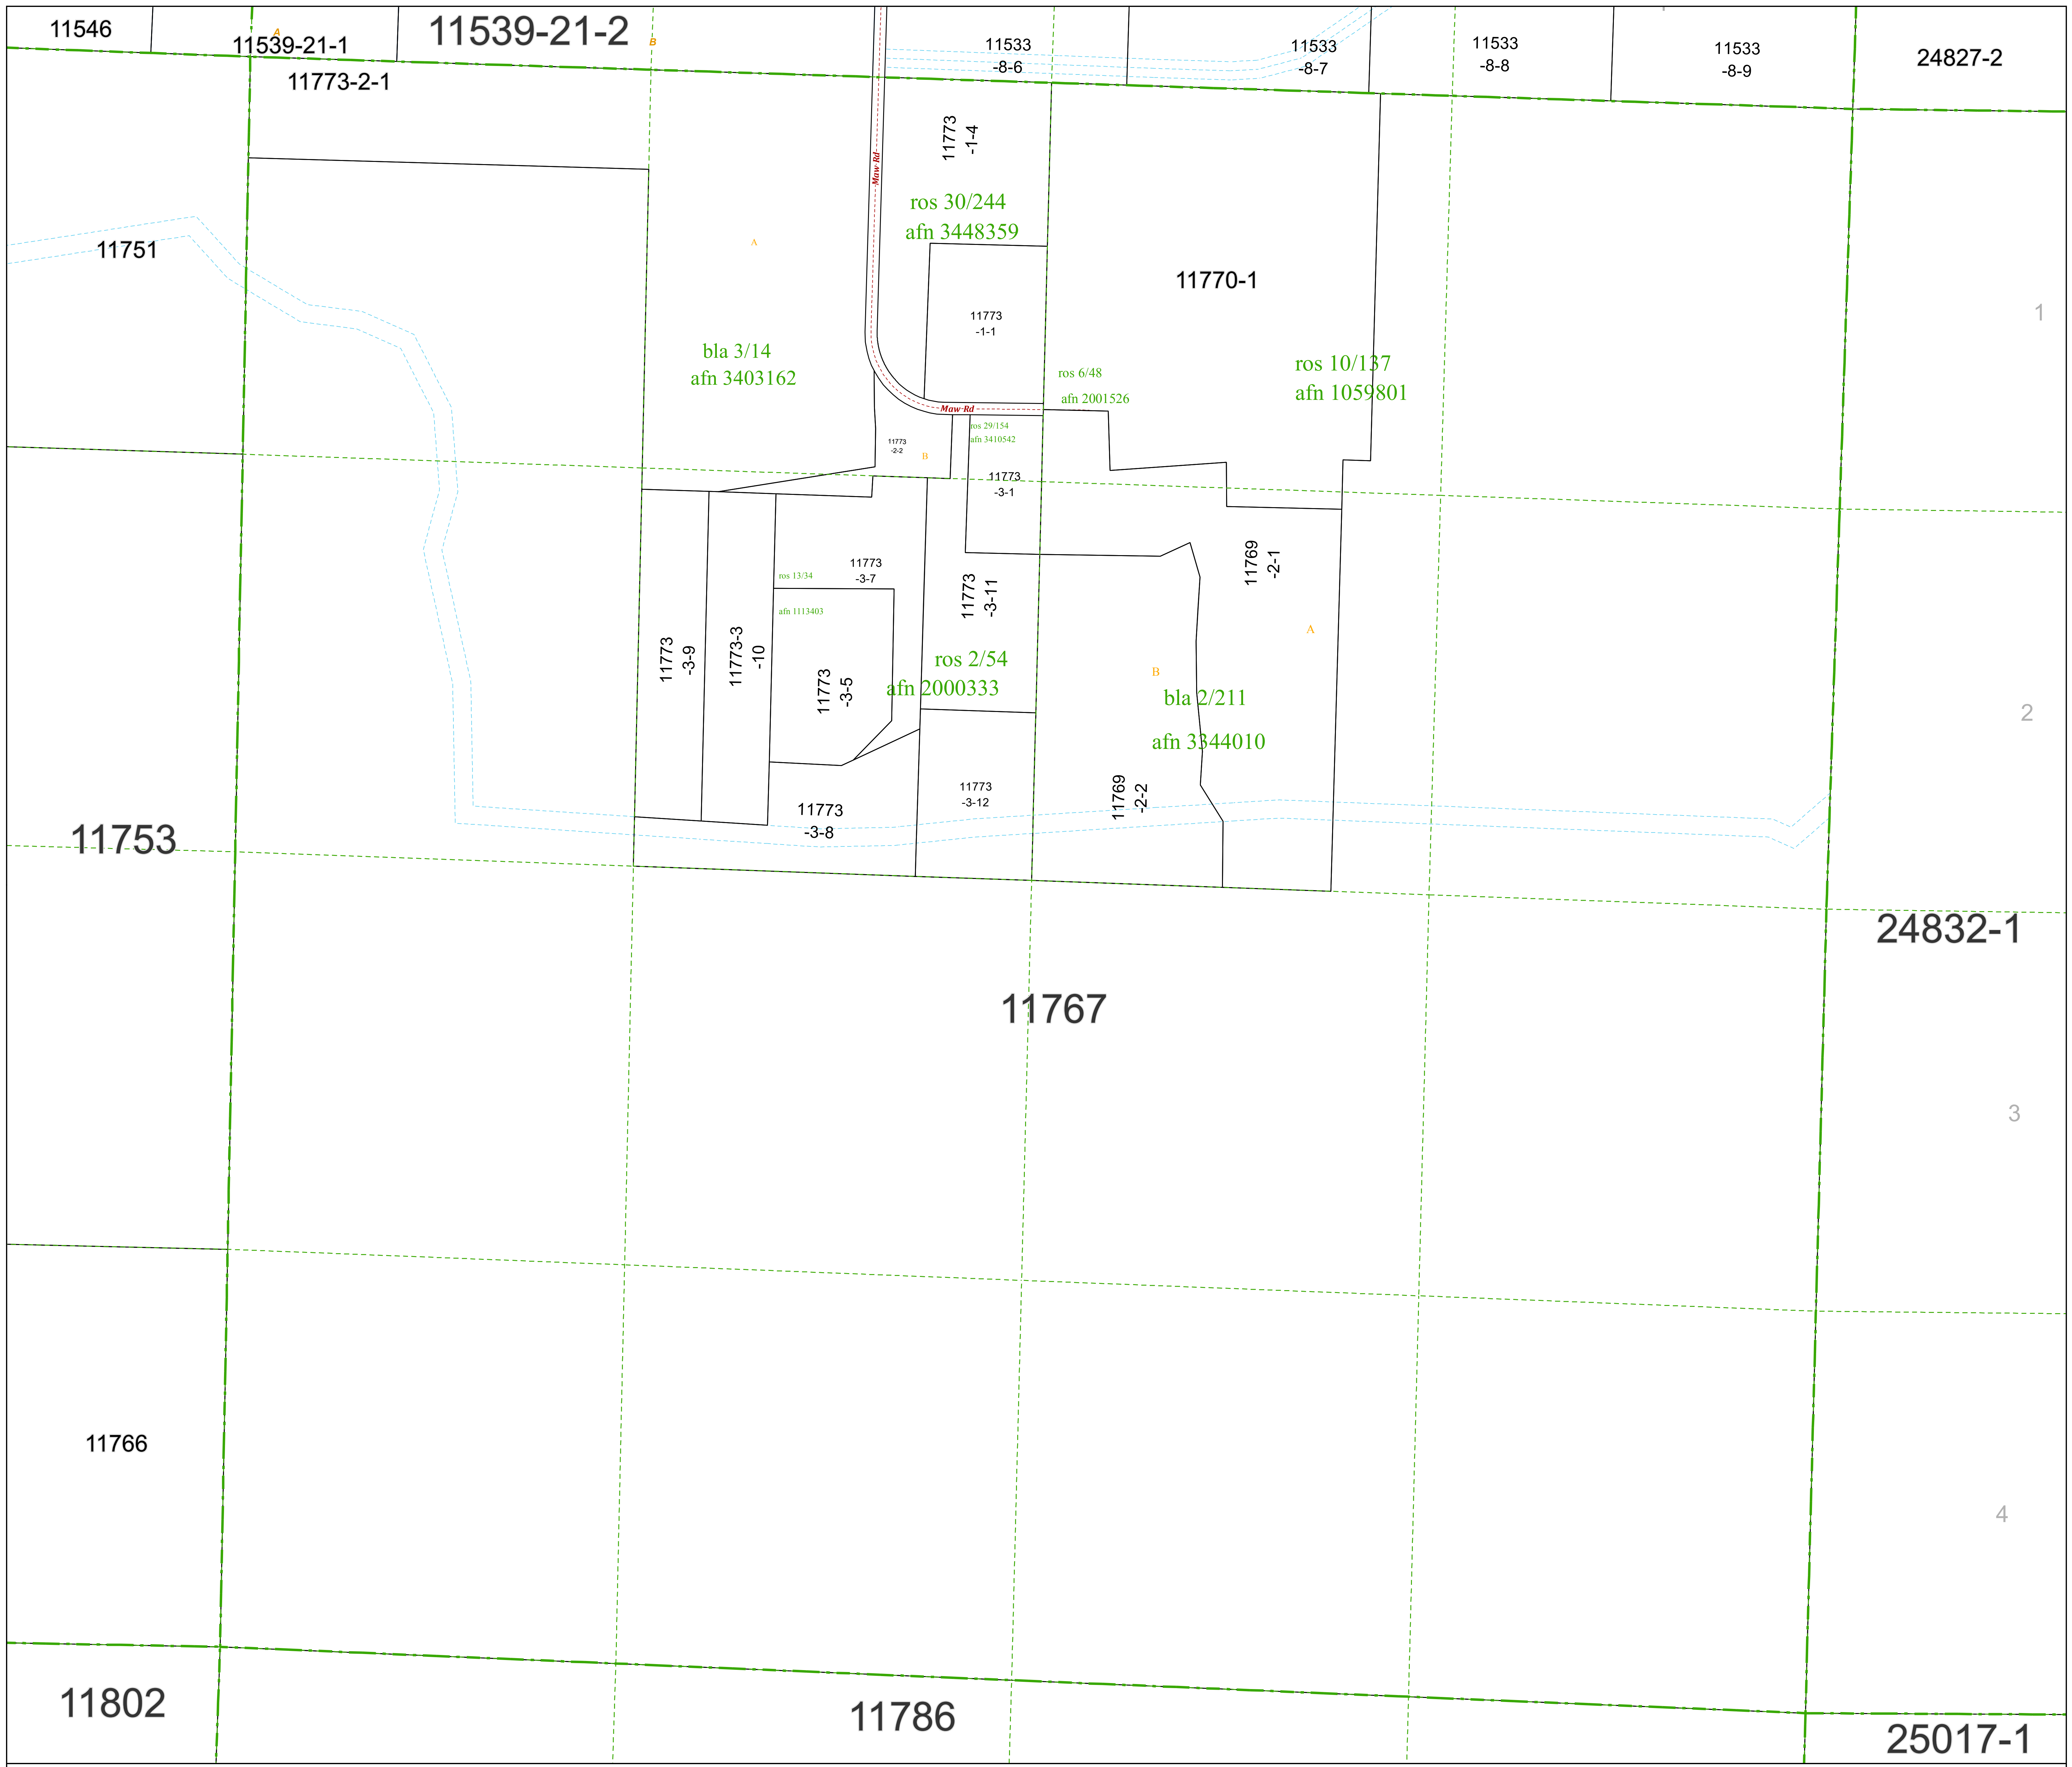 11546
A
11539-21-1
11539-21-2
B
11533
-8-6
11533
-8-7
11533
-8-8
11533
-8-9
24827-2
11773-2-1
11773
-1-4
Maw Rd
ros 30/244
afn 3448359
11751
A
11770-1
1
11773
-1-1
bla 3/14
afn 3403162
ros 6/48
afn 2001526
ros 10/137
afn 1059801
Maw Rd
ros 29/154
afn 3410542
11773
-2-2
B
11773
-3-1
11769
-2-1
11773
-3-7
ros 13/34
afn 1113403
11773
-3-11
A
11773
-3-9
11773-3
-10
11773
-3-5
ros 2/54
afn 2000333
B
bla 2/211
afn 3344010
2
11773
-3-12
11769
-2-2
11773
-3-8
11753
24832-1
11767
3
11766
4
11802
11786
25017-1